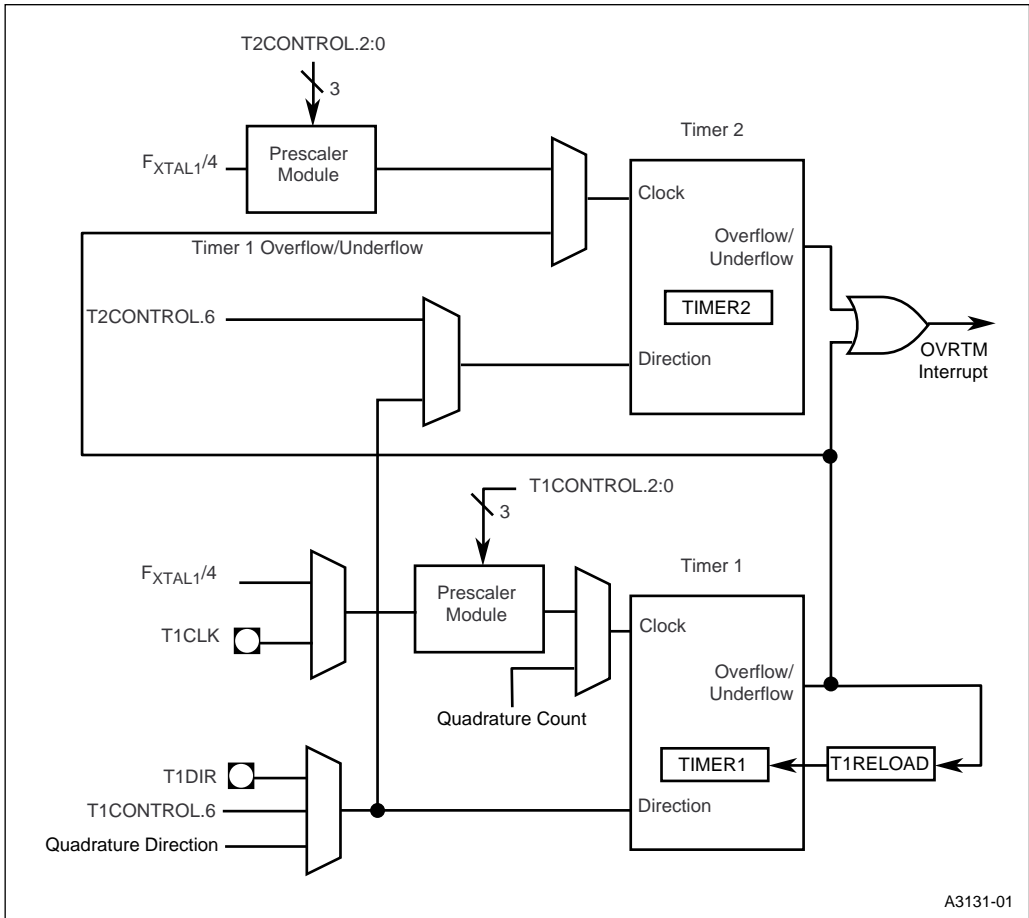 T2CONTROL.2:0
3
Timer 2
FXTAL1/4
Prescaler
Module
Clock
Timer 1 Overflow/Underflow
Overflow/
Underflow
T2CONTROL.6
TIMER2
Direction
OVRTM
Interrupt
T1CONTROL.2:0
3
Timer 1
FXTAL1/4
Prescaler
Module
Clock
T1CLK
Overflow/
Underflow
Quadrature Count
T1DIR
TIMER1
T1RELOAD
T1CONTROL.6
Direction
Quadrature Direction
A3131-01